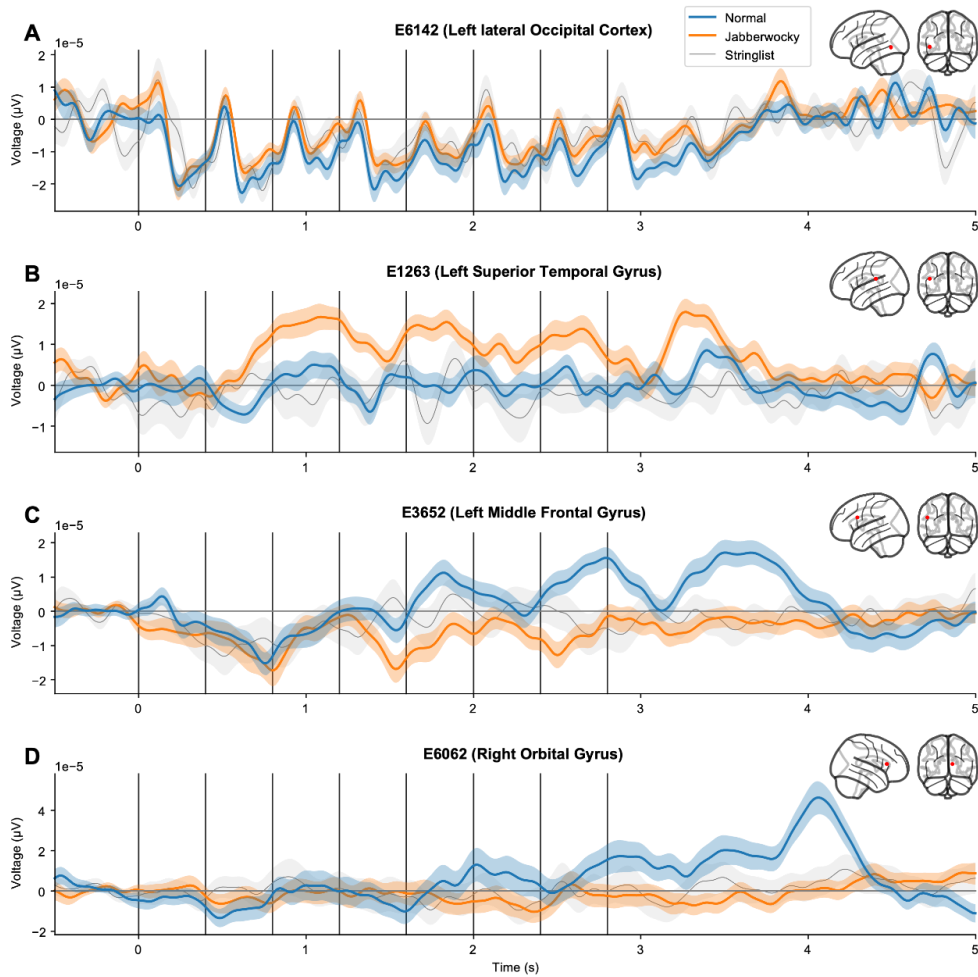 A
E6142 (Left lateral Occipital Cortex)
Normal
Jabberwocky
Stringlist
1e−5
Voltage (µV)
2
1
0
−1
−2
0
1
2
3
4
5
B
E1263 (Left Superior Temporal Gyrus)
1e−5
Voltage (µV)
2
1
0
−1
0
1
2
3
4
5
C
E3652 (Left Middle Frontal Gyrus)
1e−5
Voltage (µV)
2
1
0
−1
−2
0
1
2
3
4
5
D
E6062 (Right Orbital Gyrus)
1e−5
Voltage (µV)
4
2
0
−2
0
1
2
3
4
5
Time (s)